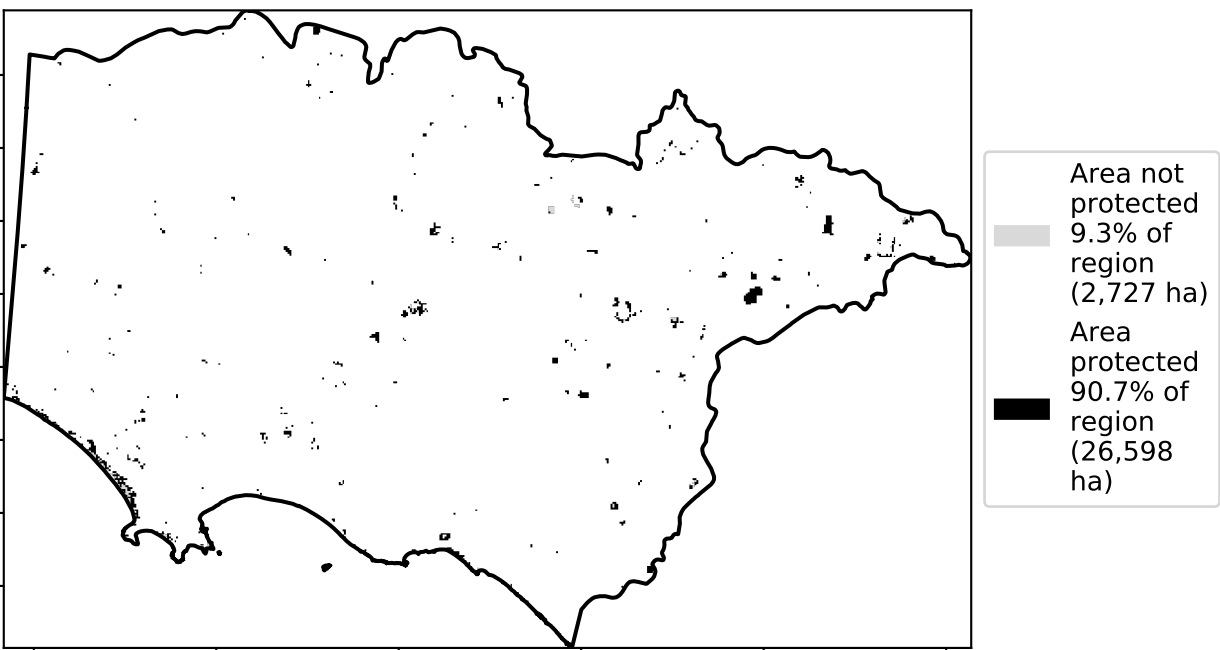 Area not
protected
9.3% of
region
(2,727 ha)
Area
protected
90.7% of
region
(26,598
ha)